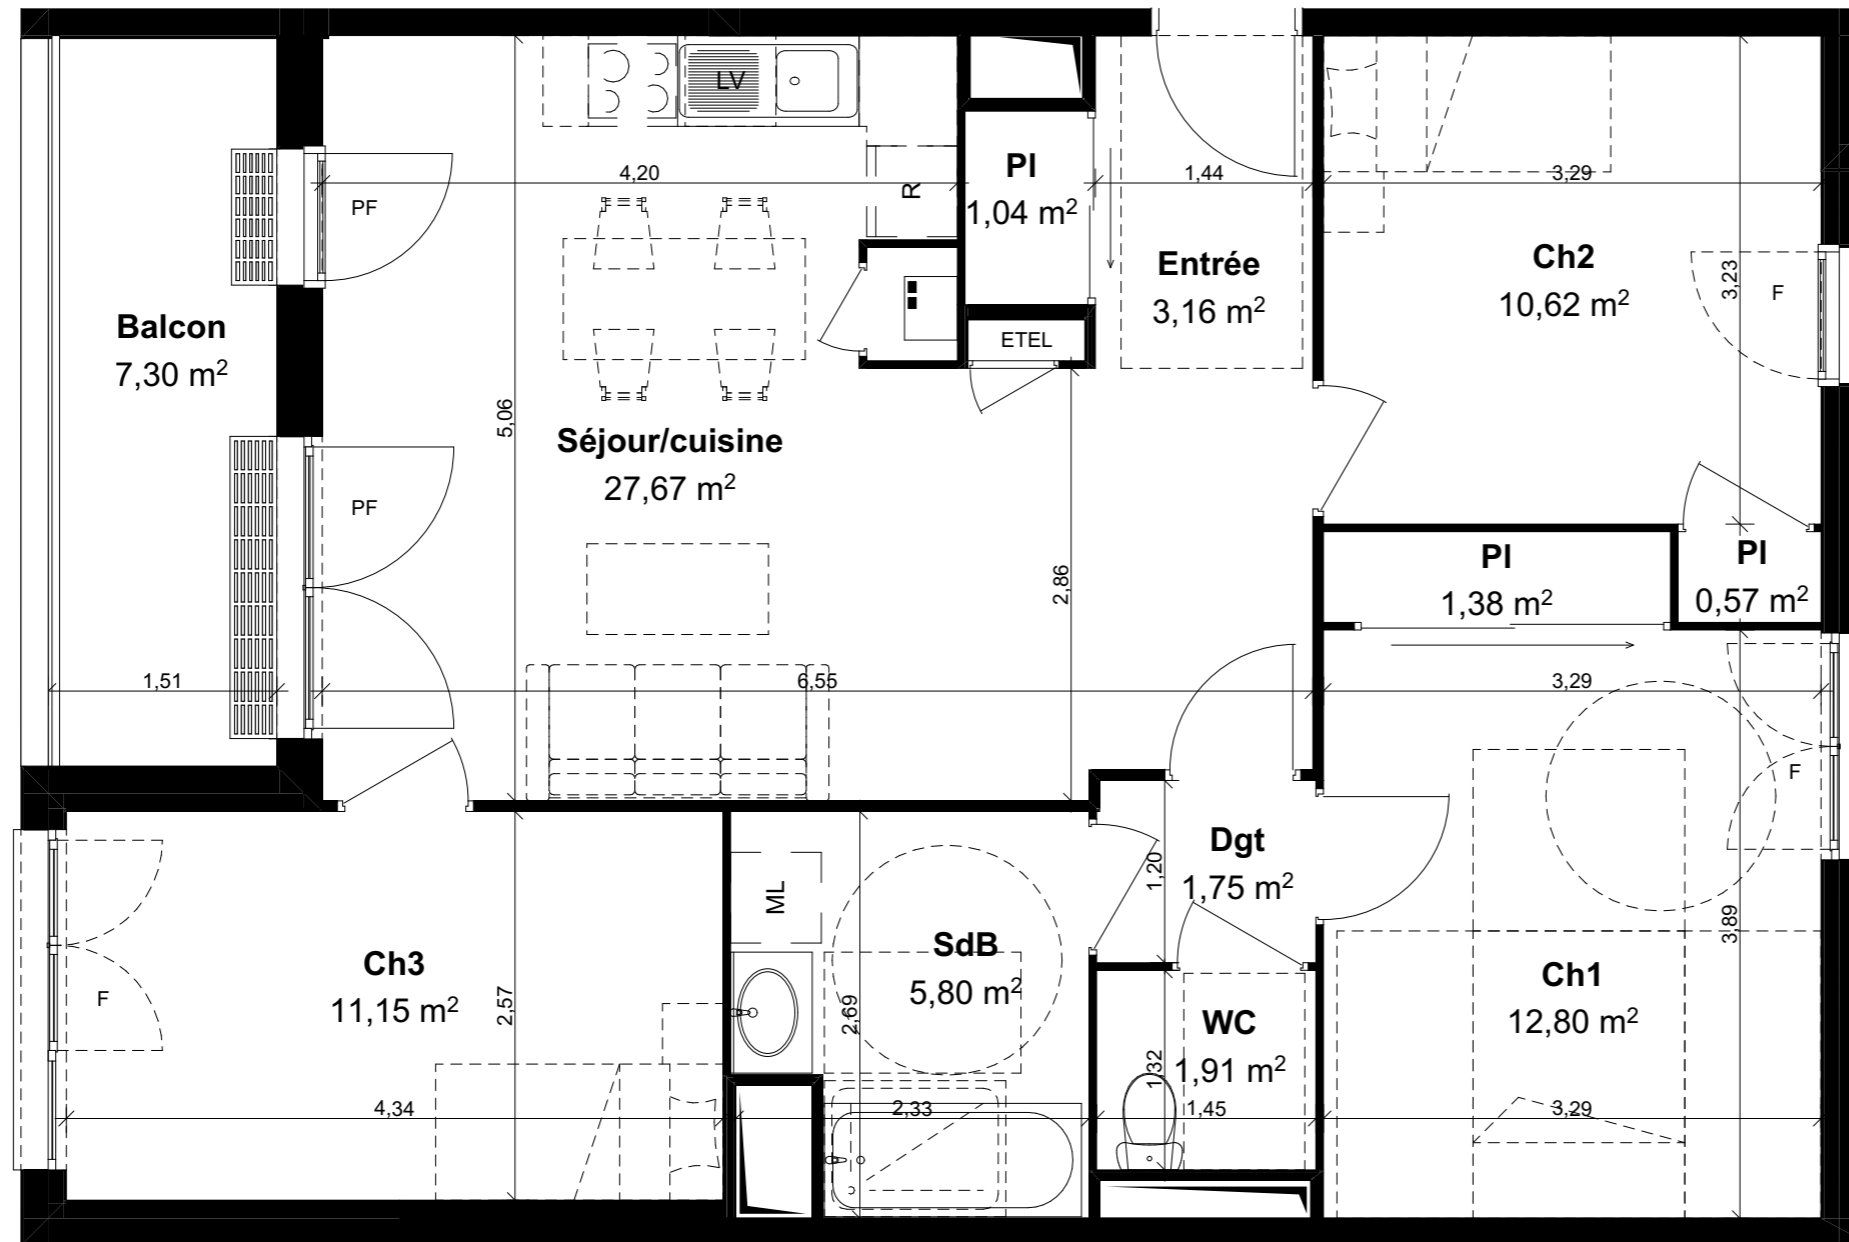 LV
PI
1,04 m²
4,20
R
1,44
3,29
PF
Entrée
3,16 m²
Ch2
10,62 m²
3,23
F
Balcon
7,30 m²
ETEL
5,06
Séjour/cuisine
27,67 m²
PF
2,86
PI
1,38 m²
PI
0,57 m²
1,51
6,55
3,29
F
Dgt
1,75 m²
1,20
ML
SdB
5,80 m²
3,89
Ch3
11,15 m²
F
2,57
2,69
Ch1
12,80 m²
WC
1,91 m²
1,32
4,34
2,33
1,45
3,29